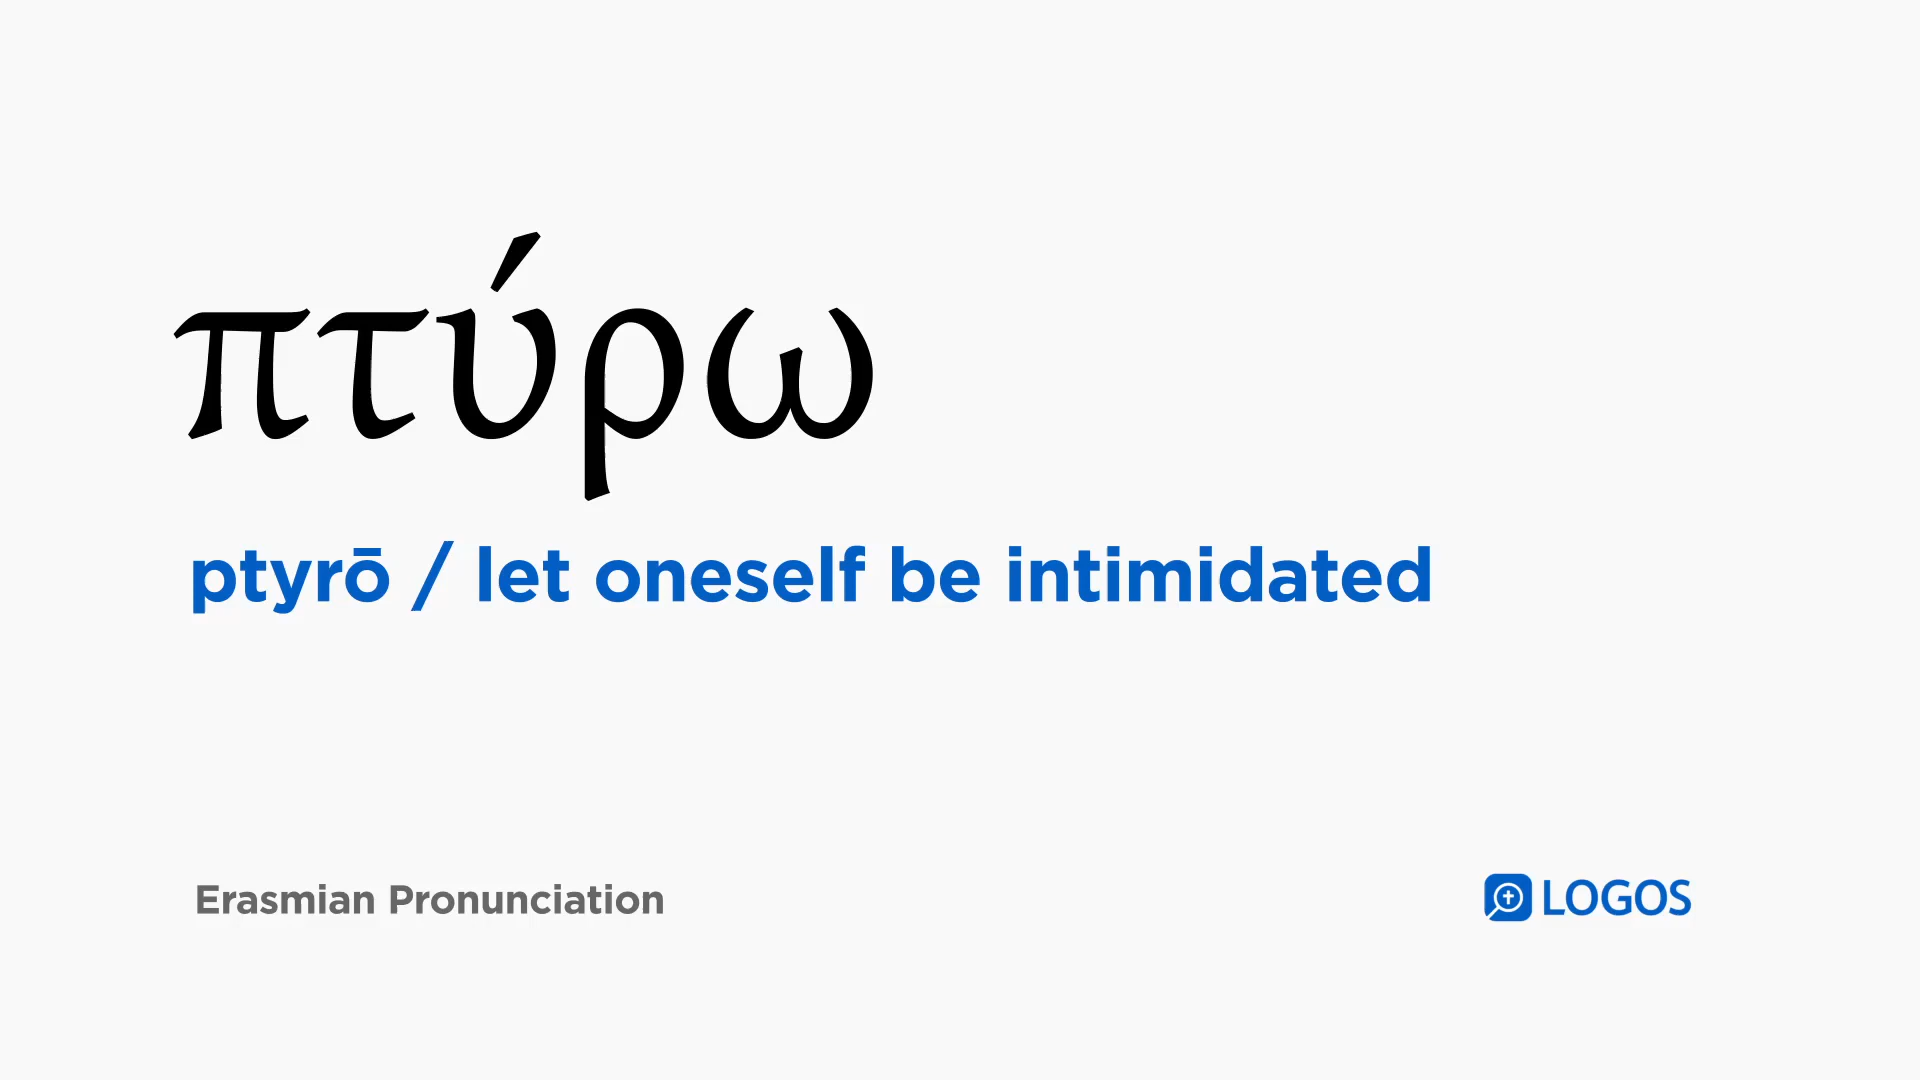 πτύρω
ptyrō / let oneself be intimidated
Erasmian Pronunciation
LOGOS